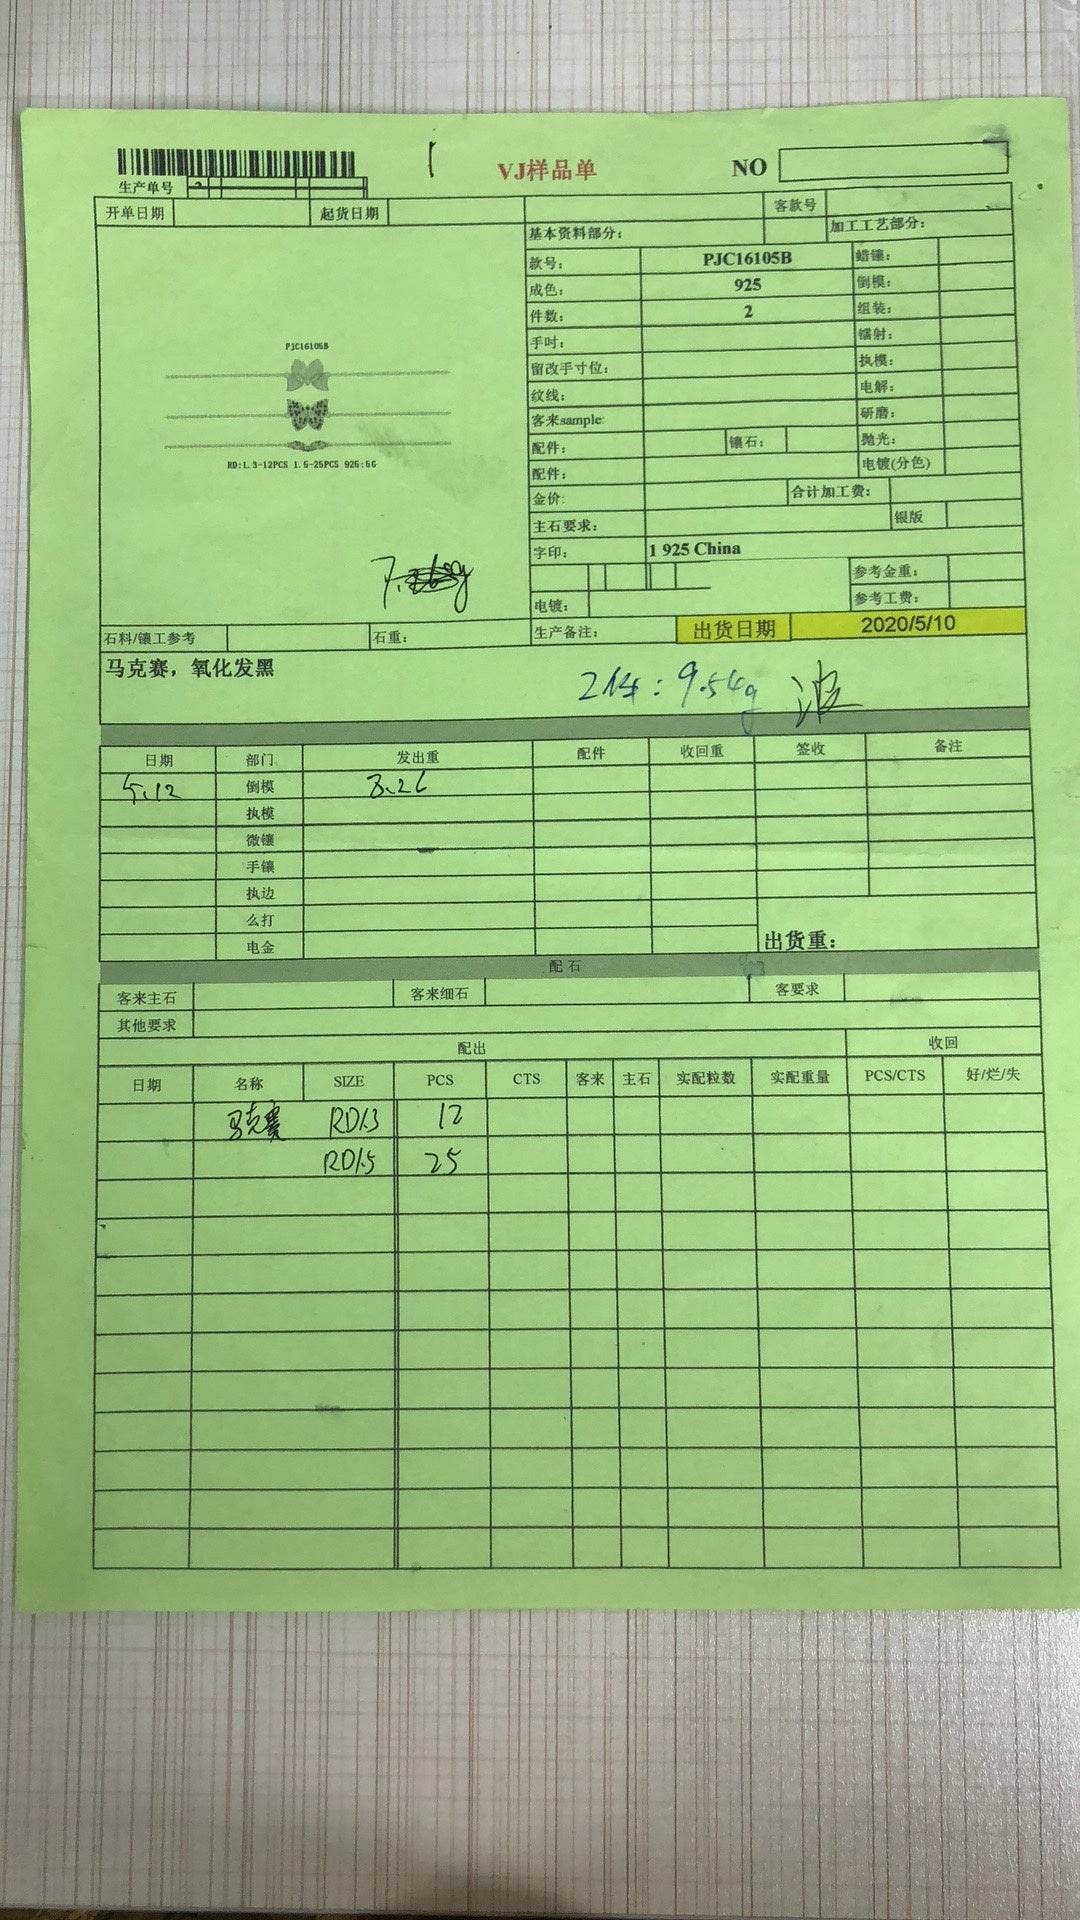 VJ样品单 NO
生产单号
开单日期 起货日期 客款号
基本资料部分: 加工工艺部分:
款号: PJC16105B 蜡镶:
成色: 925 倒模:
件数: 2 组装:
手吋: 镭射:
留改手寸位: 执模:
纹线: 电解:
客来sample: 研磨:
配件: 镶石: 抛光:
配件: 电镀(分色)
金价: 合计加工费:
主石要求: 银版
字印: 1 925 China
参考金重:
电镀: 参考工费:
PJC16105B
RD:1.3-12PCS 1.5-25PCS 925:5G
石料/镶工参考 石重: 生产备注: 出货日期 2020/5/10
马克赛，氧化发黑
2件: 9.54g
日期 部门 发出重 配件 收回重 签收 备注
5.12 倒模 8.26
执模
微镶
手镶
执边
么打
电金 出货重:
配石
客来主石 客来细石 客要求
其他要求
配出 收回
日期 名称 SIZE PCS CTS 客来 主石 实配粒数 实配重量 PCS/CTS 好/烂/失
马克赛 RD1.3 12
RD1.5 25